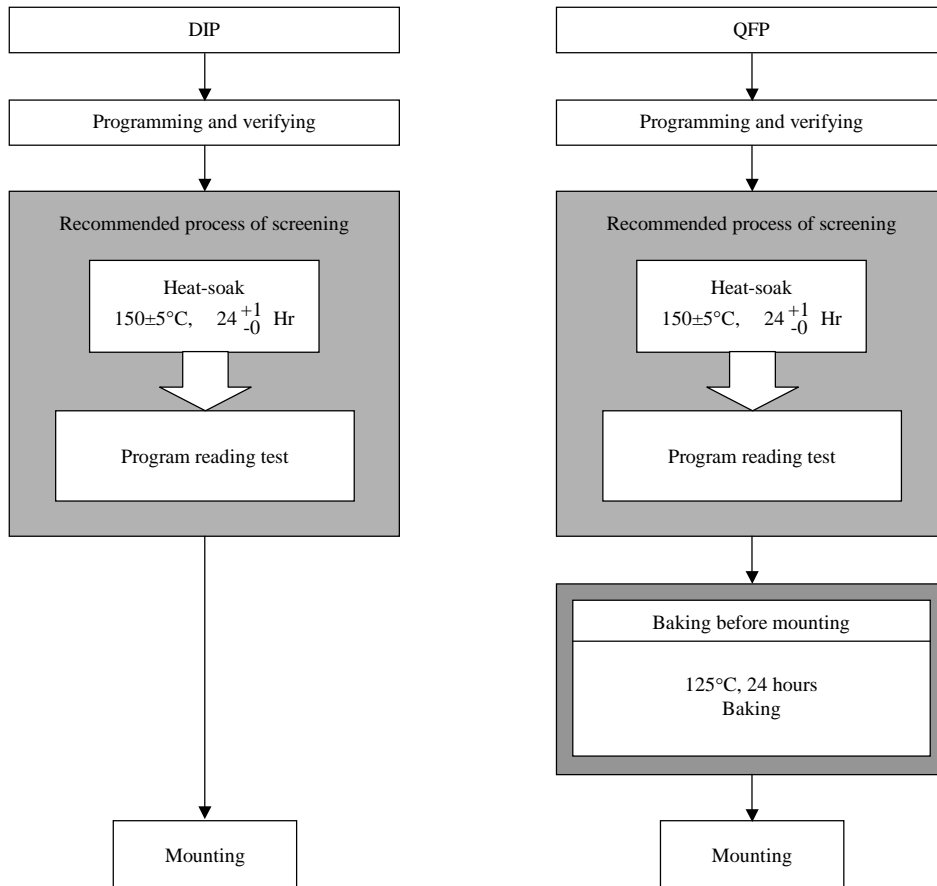 DIP
Programming and verifying
Recommended process of screening
Heat-soak
150±5°C, 24 +1 -0 Hr
Program reading test
Mounting
QFP
Programming and verifying
Recommended process of screening
Heat-soak
150±5°C, 24 +1 -0 Hr
Program reading test
Baking before mounting
125°C, 24 hours
Baking
Mounting